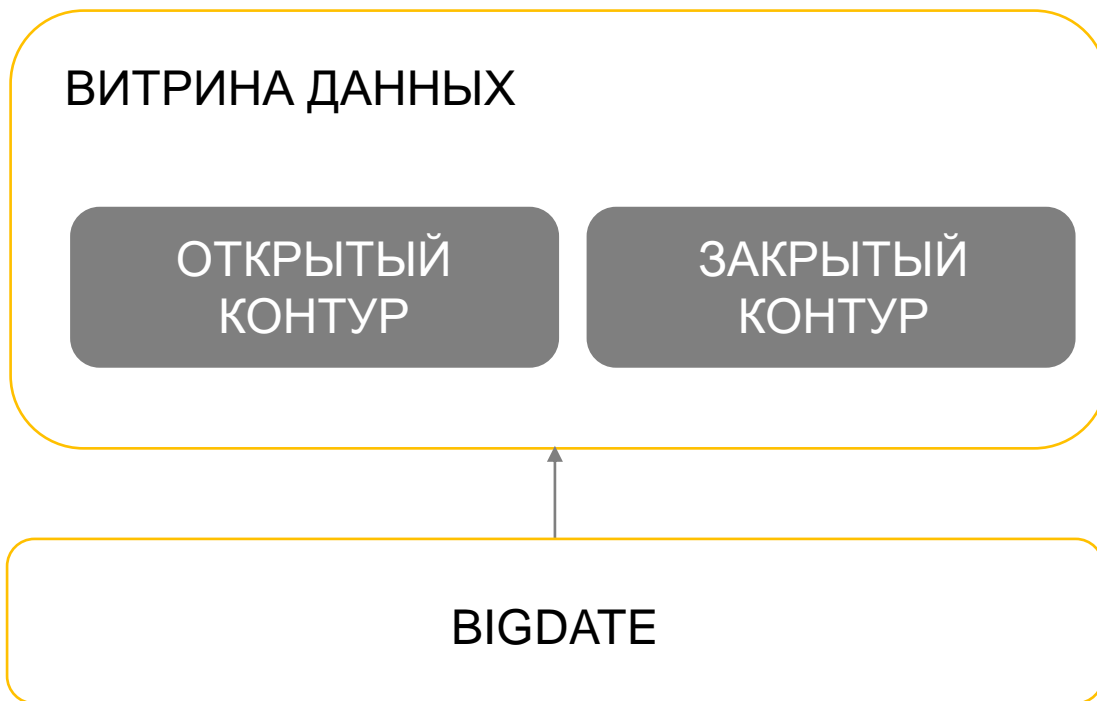 ВИТРИНА ДАННЫХ
ОТКРЫТЫЙ
КОНТУР
ЗАКРЫТЫЙ
КОНТУР
BIGDATE